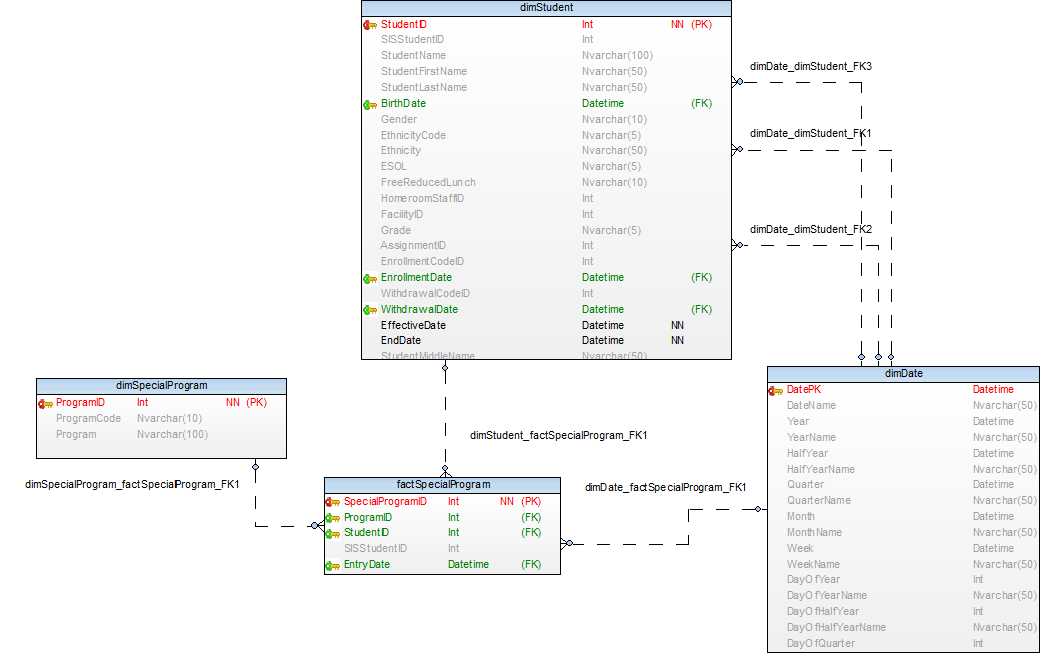 dimStudent
StudentID Int NN (PK)
SISStudentID Int
StudentName Nvarchar(100)
StudentFirstName Nvarchar(50)
StudentLastName Nvarchar(50)
BirthDate Datetime (FK)
Gender Nvarchar(10)
EthnicityCode Nvarchar(5)
Ethnicity Nvarchar(50)
ESOL Nvarchar(5)
FreeReducedLunch Nvarchar(10)
HomeroomStaffID Int
FacilityID Int
Grade Nvarchar(5)
AssignmentID Int
EnrollmentCodeID Int
EnrollmentDate Datetime (FK)
WithdrawalCodeID Int
WithdrawalDate Datetime (FK)
EffectiveDate Datetime NN
EndDate Datetime NN
StudentMiddleName Nvarchar(50)
dimDate_dimStudent_FK3
dimDate_dimStudent_FK1
dimDate_dimStudent_FK2
dimSpecialProgram
ProgramID Int NN (PK)
ProgramCode Nvarchar(10)
Program Nvarchar(100)
dimSpecialProgram_factSpecialProgram_FK1
dimStudent_factSpecialProgram_FK1
factSpecialProgram
SpecialProgramID Int NN (PK)
ProgramID Int (FK)
StudentID Int (FK)
SISStudentID Int
EntryDate Datetime (FK)
dimDate_factSpecialProgram_FK1
dimDate
DatePK Datetime
DateName Nvarchar(50)
Year Datetime
YearName Nvarchar(50)
HalfYear Datetime
HalfYearName Nvarchar(50)
Quarter Datetime
QuarterName Nvarchar(50)
Month Datetime
MonthName Nvarchar(50)
Week Datetime
WeekName Nvarchar(50)
DayOfYear Int
DayOfYearName Nvarchar(50)
DayOfHalfYear Int
DayOfHalfYearName Nvarchar(50)
DayOfQuarter Int